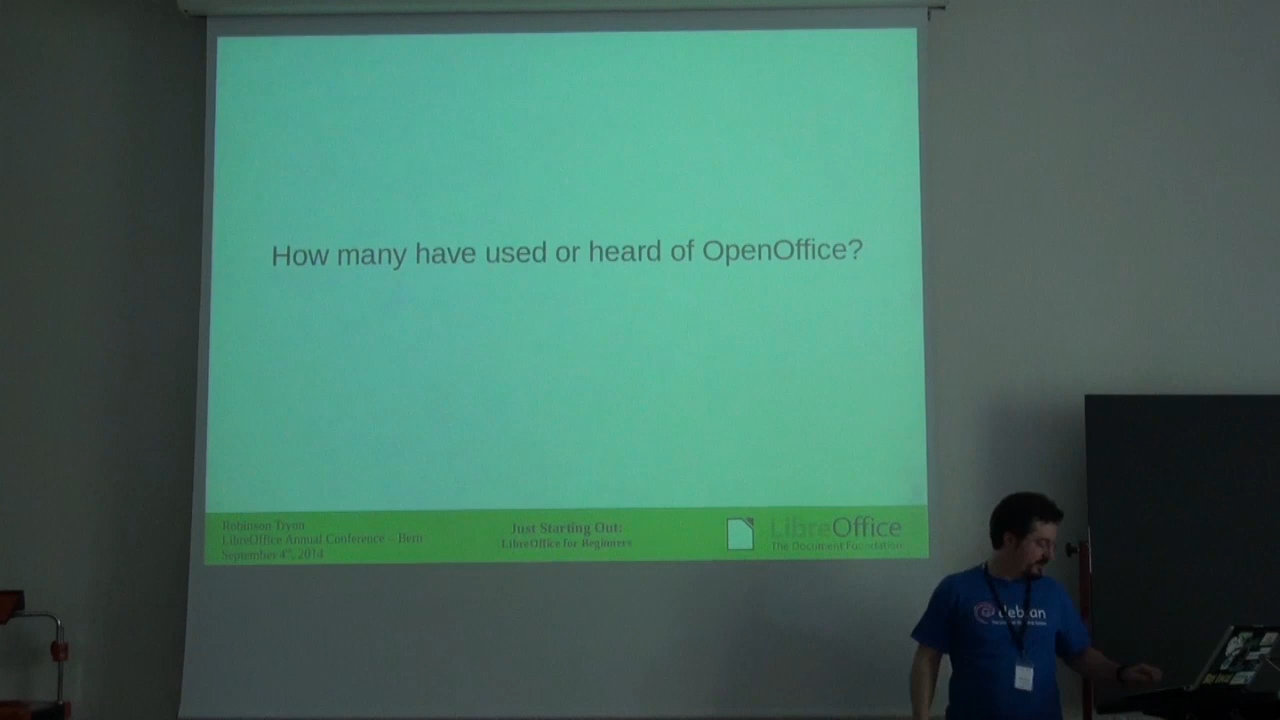 How many have used or heard of OpenOffice?
Robinson Tryon
LibreOffice Annual Conference – Bern
September 4th, 2014
Just Starting Out:
LibreOffice for Beginners
LibreOffice
The Document Foundation
debian